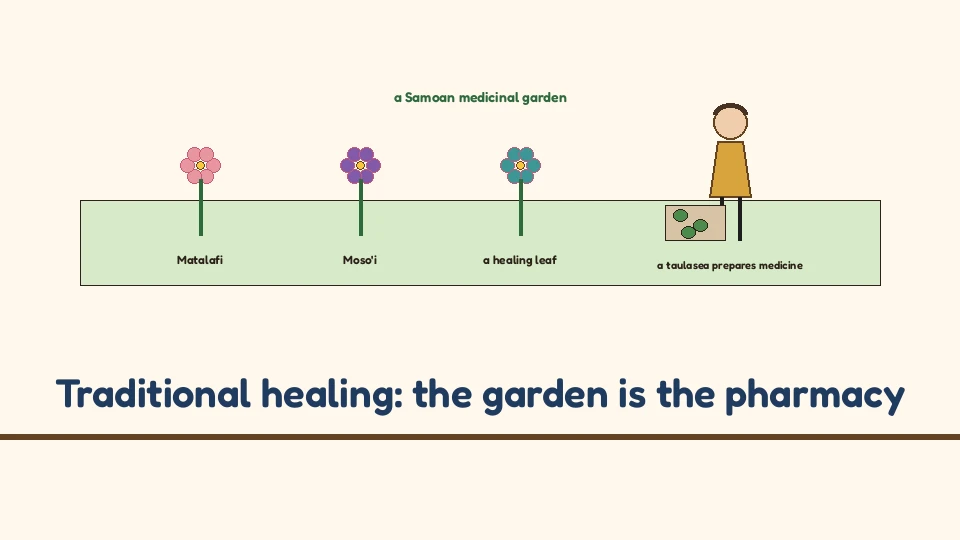 a Samoan medicinal garden
Matalafi
Moso'i
a healing leaf
a taulasea prepares medicine
Traditional healing: the garden is the pharmacy